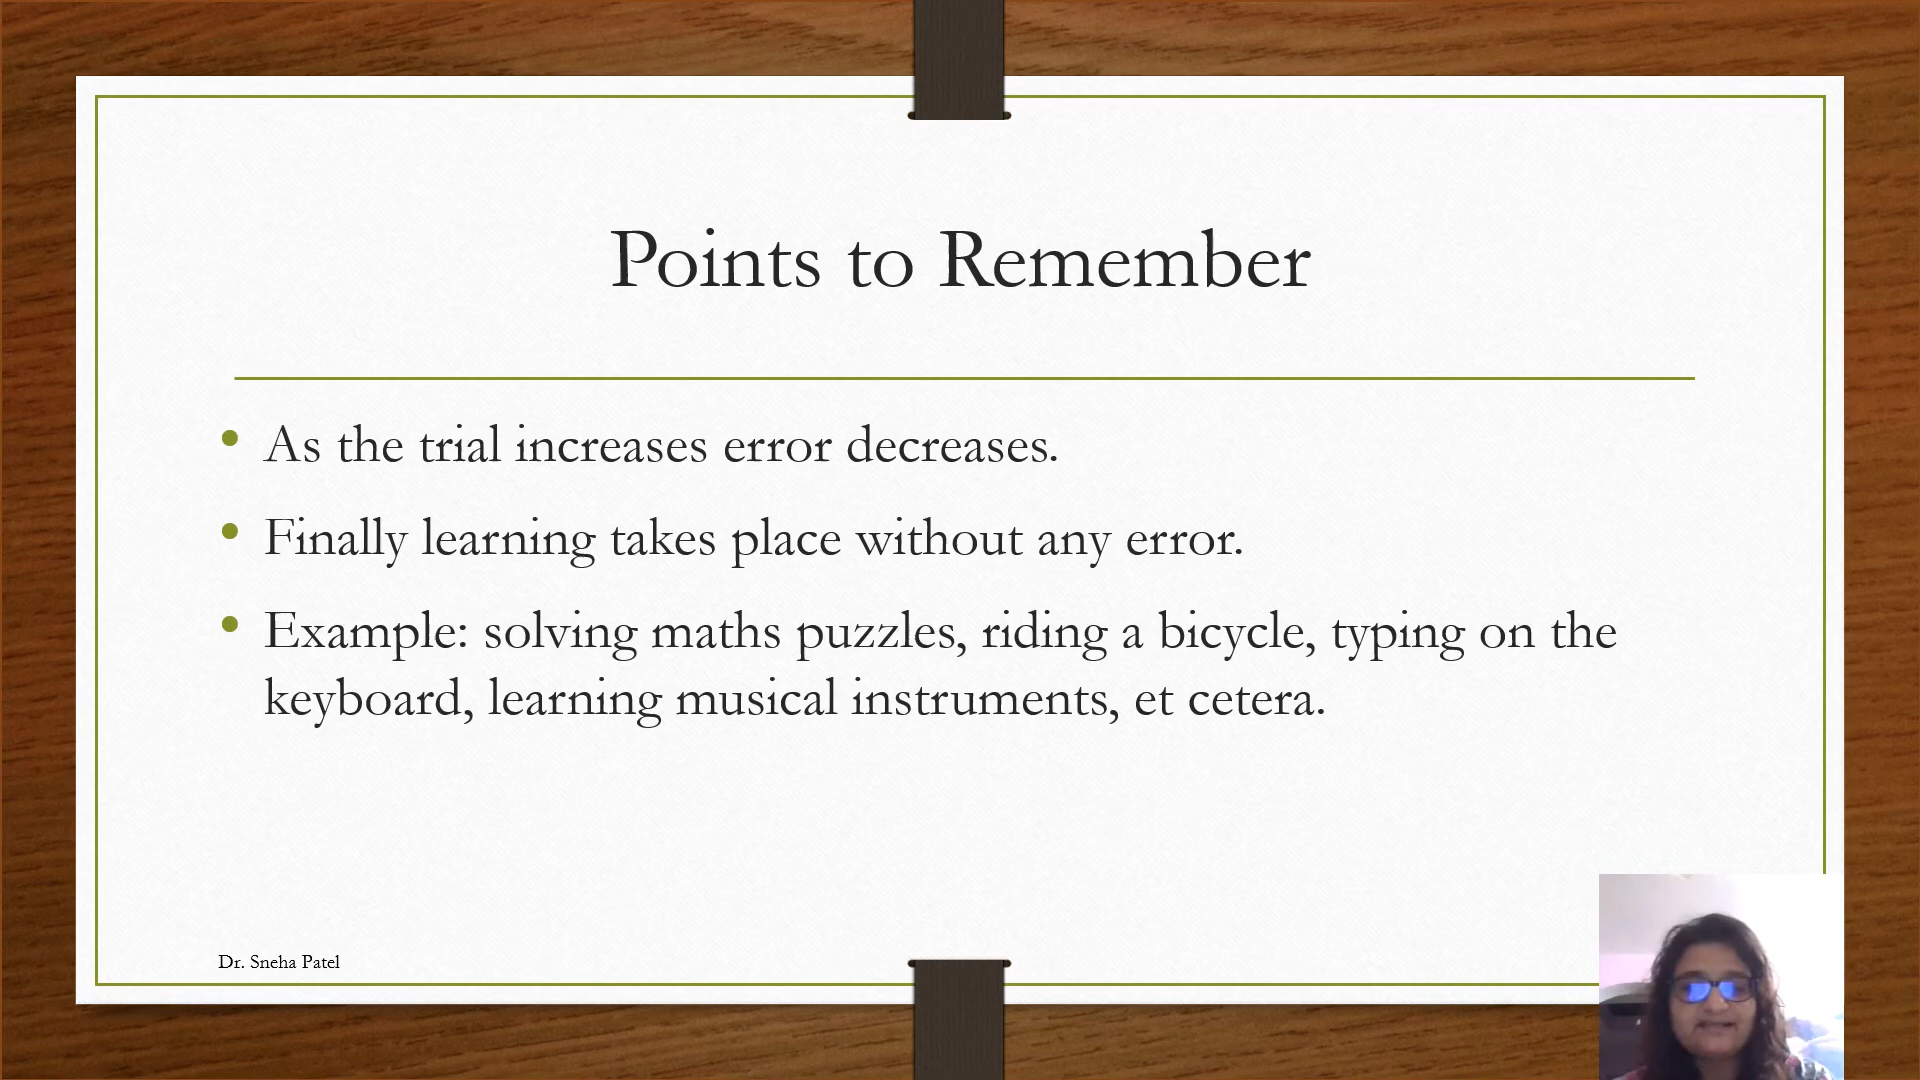 Points to Remember
• As the trial increases error decreases.
• Finally learning takes place without any error.
• Example: solving maths puzzles, riding a bicycle, typing on the
keyboard, learning musical instruments, et cetera.
Dr. Sneha Patel